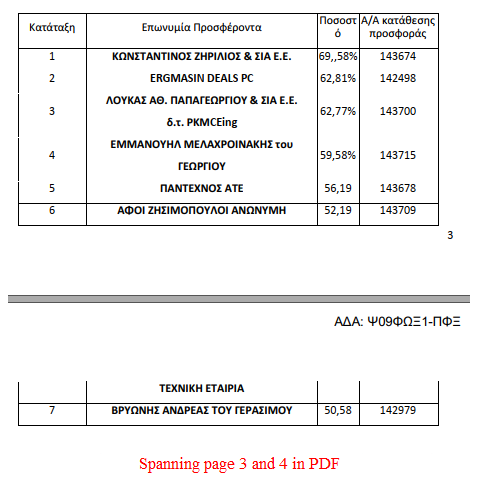 Κατάταξη Επωνυμία Προσφέροντα Ποσοστ Α/Α κατάθεσης
ό προσφοράς
1 ΚΩΝΣΤΑΝΤΙΝΟΣ ΖΗΡΙΛΙΟΣ & ΣΙΑ Ε.Ε. 69,,58% 143674
2 ERGMASIN DEALS PC 62,81% 142498
ΛΟΥΚΑΣ ΑΘ. ΠΑΠΑΓΕΩΡΓΙΟΥ & ΣΙΑ Ε.Ε.
3 62,77% 143700
δ.τ. PKMCEing
ΕΜΜΑΝΟΥΗΛ ΜΕΛΑΧΡΟΙΝΑΚΗΣ του
4 59,58% 143715
ΓΕΩΡΓΙΟΥ
5 ΠΑΝΤΕΧΝΟΣ ΑΤΕ 56,19 143678
6 ΑΦΟΙ ΖΗΣΙΜΟΠΟΥΛΟΙ ΑΝΩΝΥΜΗ 52,19 143709
3
ΑΔΑ: Ψ09ΦΩΞ1-ΠΦΞ
ΤΕΧΝΙΚΗ ΕΤΑΙΡΙΑ
7 ΒΡΥΩΝΗΣ ΑΝΔΡΕΑΣ ΤΟΥ ΓΕΡΑΣΙΜΟΥ 50,58 142979
Spanning page 3 and 4 in PDF